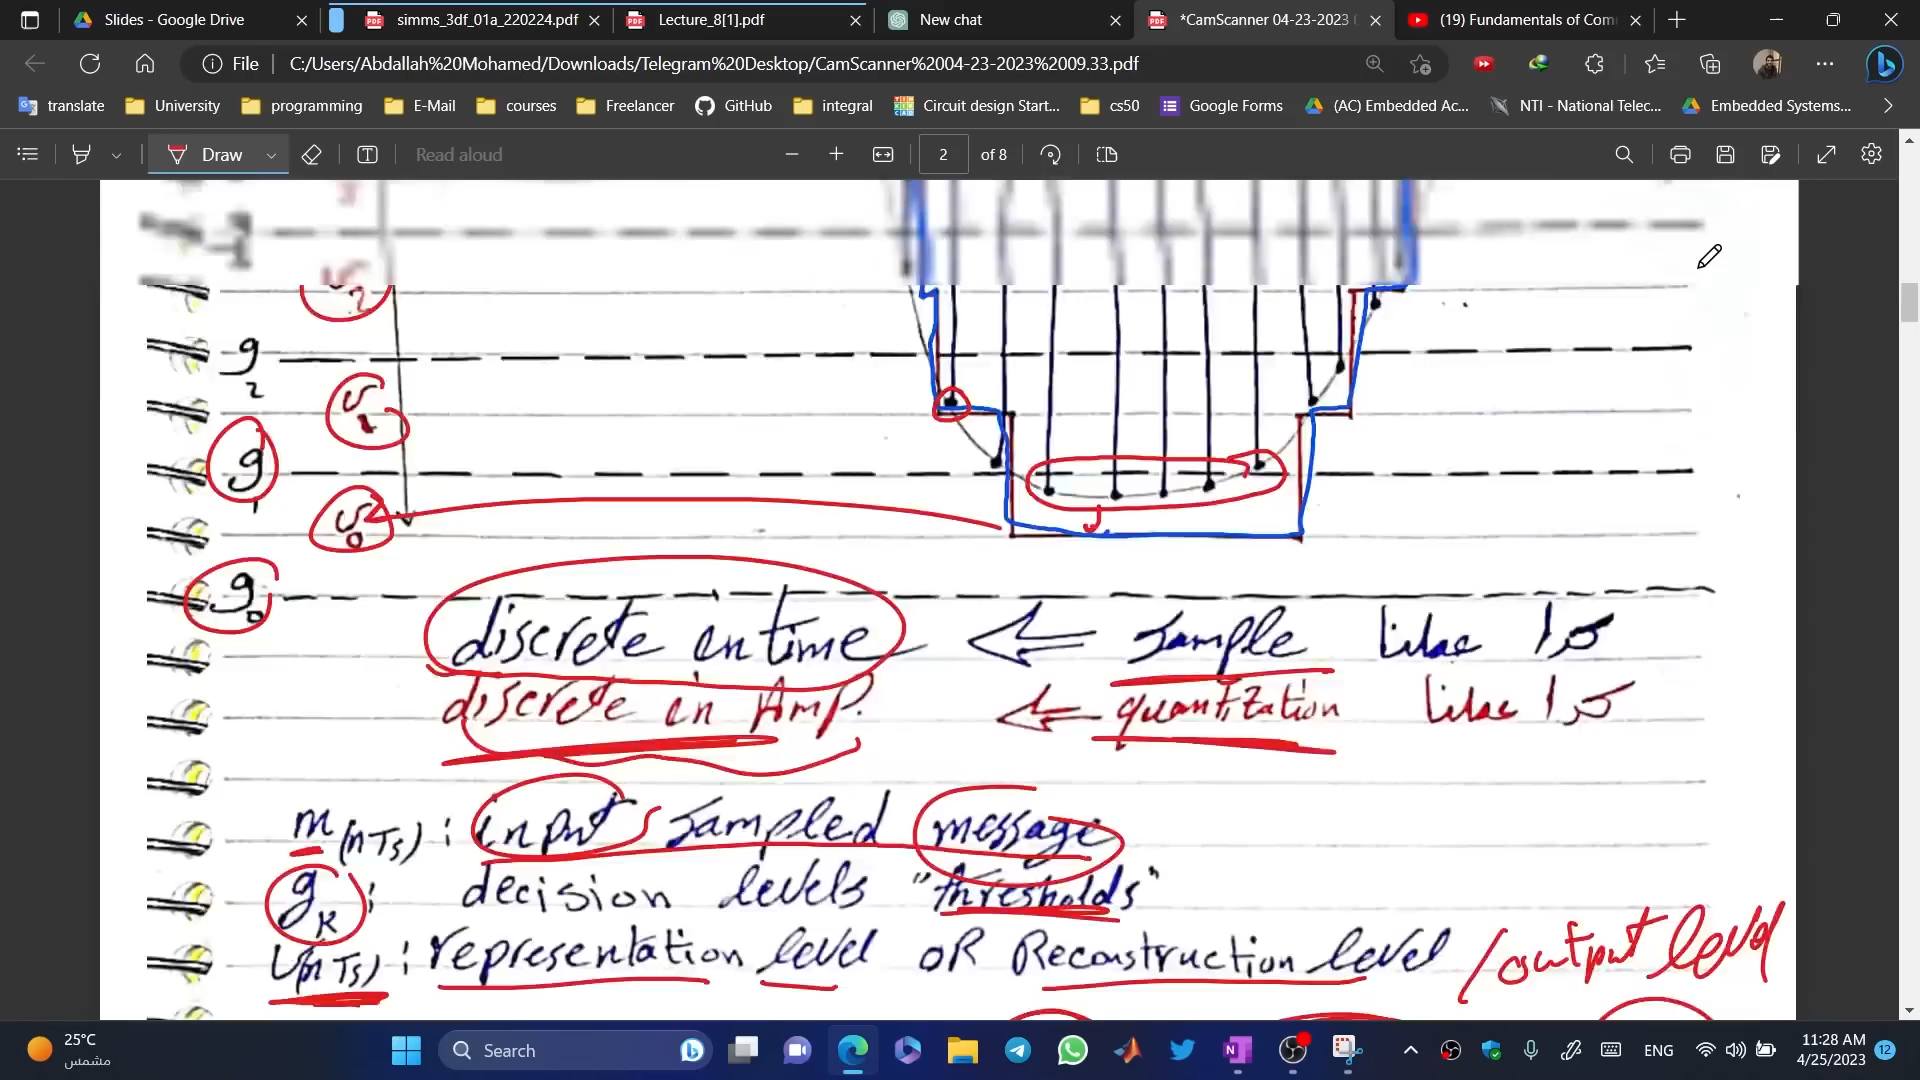 Slides - Google Drive
simms_3df_01a_220224.pdf
Lecture_8[1].pdf
New chat
*CamScanner 04-23-2023
(19) Fundamentals of Com
File
C:/Users/Abdallah%20Mohamed/Downloads/Telegram%20Desktop/CamScanner%2004-23-2023%2009.33.pdf
translate
University
programming
E-Mail
courses
Freelancer
GitHub
integral
Circuit design Start...
cs50
Google Forms
(AC) Embedded Ac...
NTI - National Telec...
Embedded Systems...
Draw
Read aloud
2 of 8
v2
g2
v1
g1
v0
g0
discrete in time ⇐ sample
discrete in Amp. ⇐ quantization
m(nTs) : input sampled message
gk : decision levels "thresholds"
v(nTs) : representation level OR Reconstruction level / output level
25°C
مشمس
Search
ENG
11:28 AM
4/25/2023
12